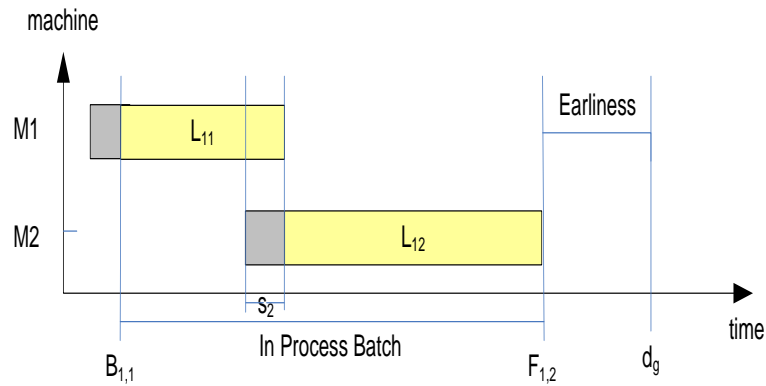 machine
Earliness
M1
L11
M2
L12
s2
time
In Process Batch
B1,1
F1,2
dg